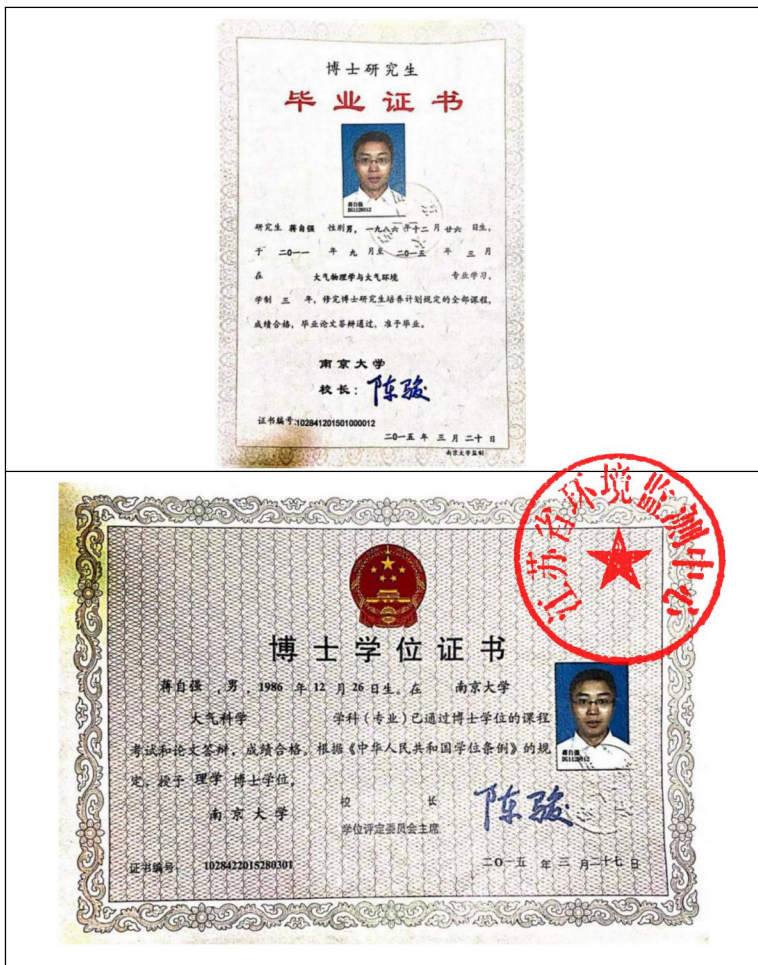 博士研究生
毕业证书
蒋自强
DG1128012
研究生 蒋自强 性别男，一九八六年十二月廿六日生，
于 二〇一一 年 九 月至 二〇一五 年 三 月
在 大气物理学与大气环境 专业学习，
学制 三 年，修完博士研究生培养计划规定的全部课程，
成绩合格，毕业论文答辩通过，准予毕业。
南京大学
校长：陈骏
证书编号:102841201501000012
二〇一五 年 三 月 二十 日
南京大学监制
江苏省环境监测中心
博士学位证书
蒋自强 ，男，1986 年 12 月 26 日生。在 南京大学
大气科学 学科(专业)已通过博士学位的课程
考试和论文答辩，成绩合格。根据《中华人民共和国学位条例》的规
定，授予 理学 博士学位。
蒋自强
DG1128012
南京大学
校长
学位评定委员会主席
陈骏
证书编号： 1028422015280301
二〇一五 年 三 月 二十七 日